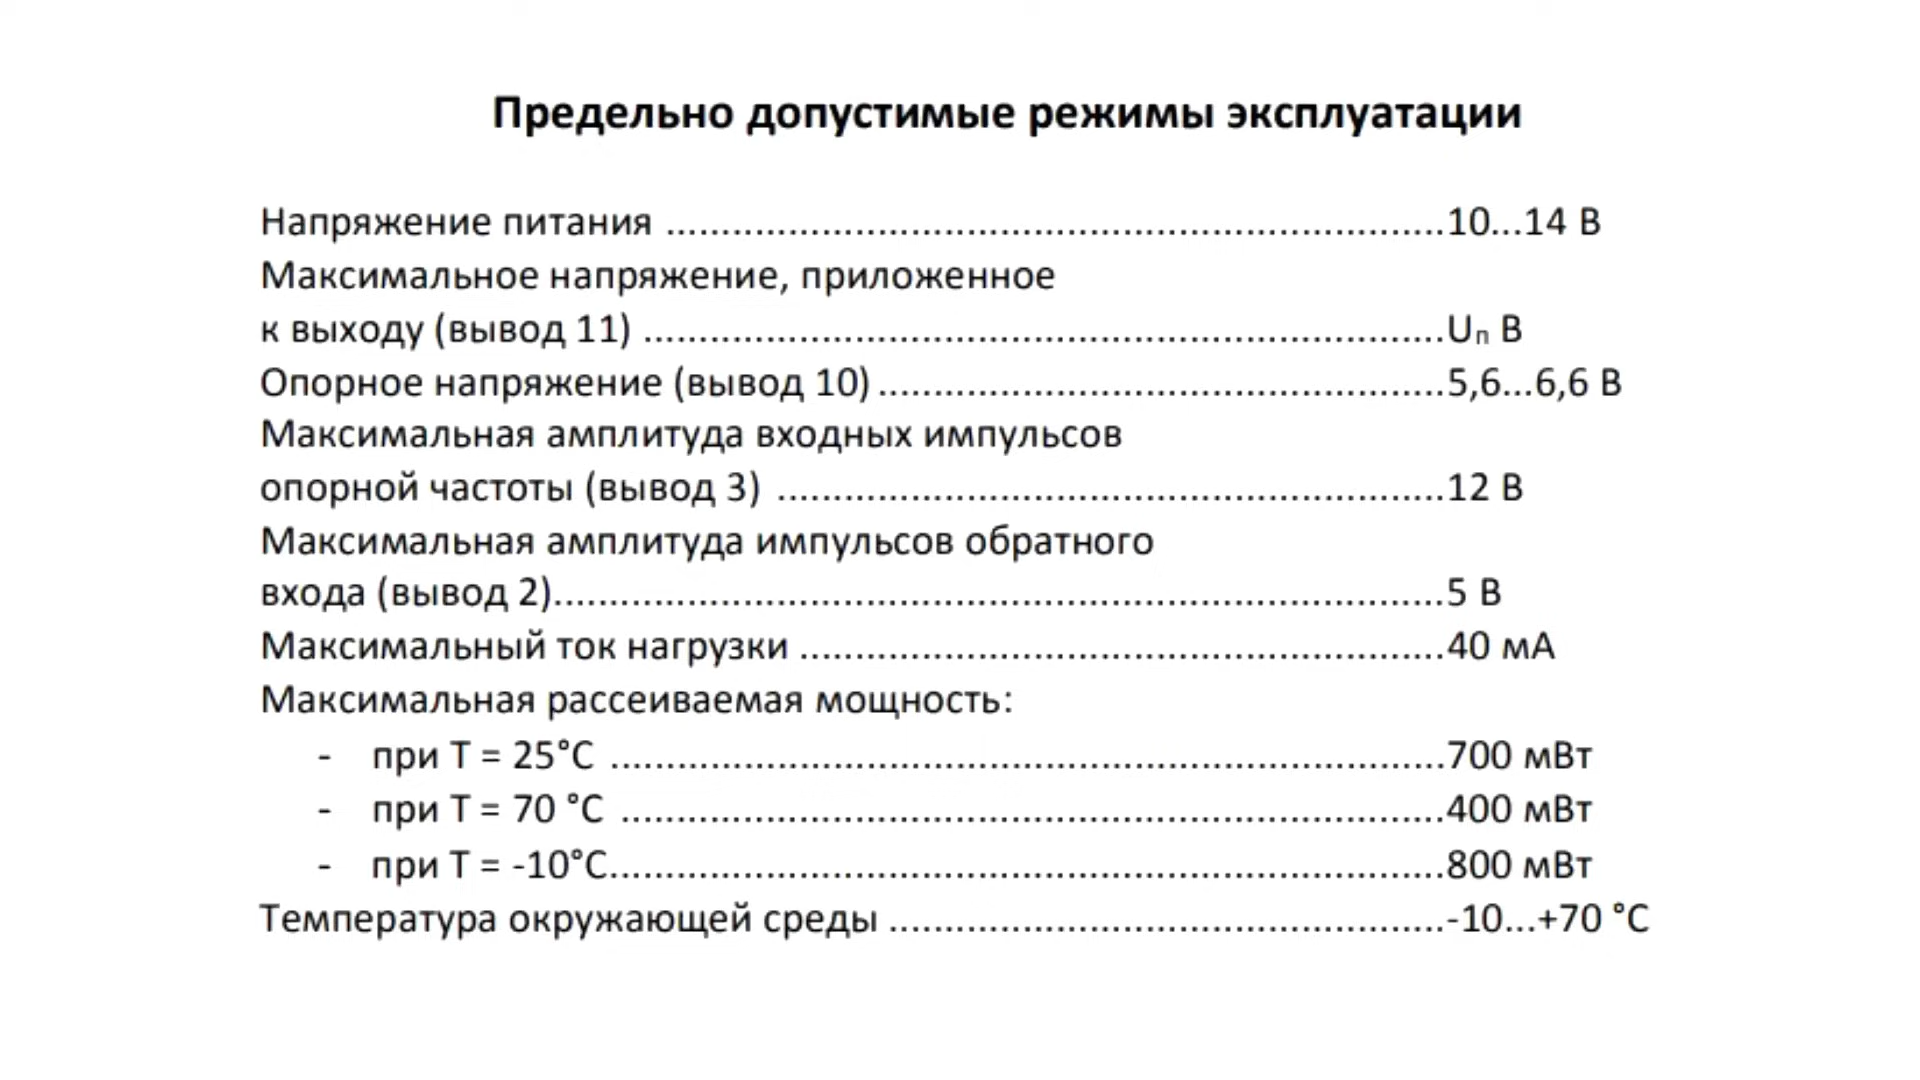 Предельно допустимые режимы эксплуатации
Напряжение питания ........................................................................10...14 В
Максимальное напряжение, приложенное
к выходу (вывод 11) ..........................................................................Uп В
Опорное напряжение (вывод 10) ....................................................5,6...6,6 В
Максимальная амплитуда входных импульсов
опорной частоты (вывод 3) .............................................................12 В
Максимальная амплитуда импульсов обратного
входа (вывод 2)..................................................................................5 В
Максимальный ток нагрузки ...........................................................40 мА
Максимальная рассеиваемая мощность:
- при T = 25°C .............................................................................700 мВт
- при T = 70 °C ............................................................................400 мВт
- при T = -10°C.............................................................................800 мВт
Температура окружающей среды ...................................................-10...+70 °C